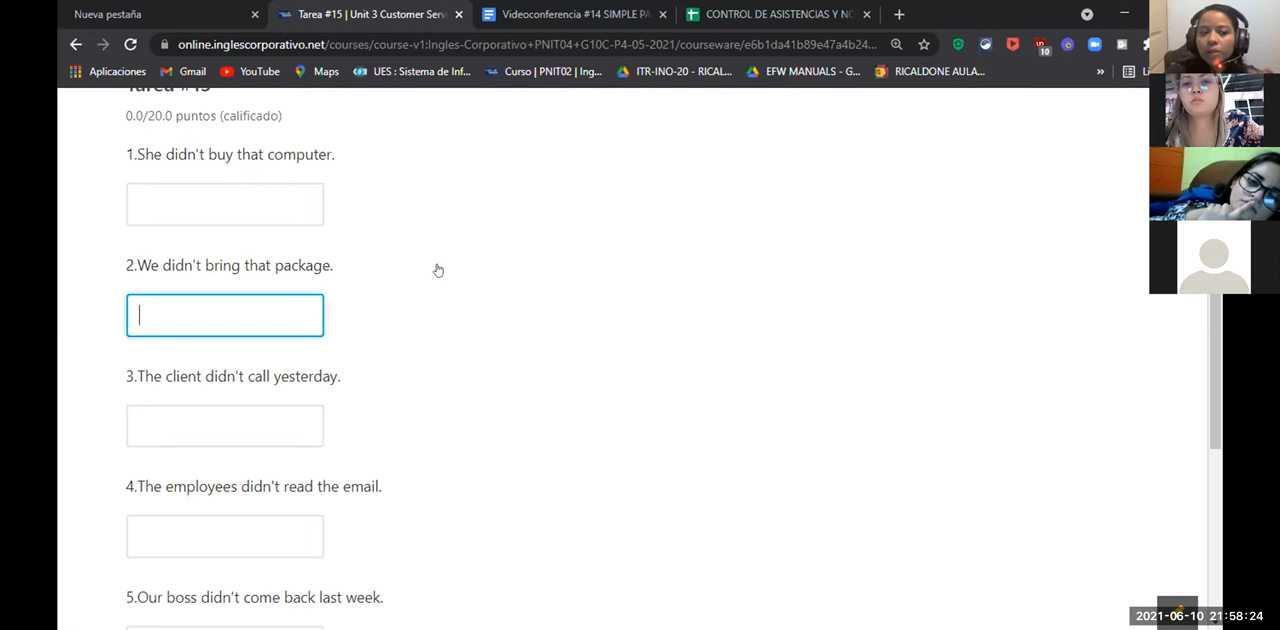 Nueva pestaña
Tarea #15 | Unit 3 Customer Serv
Videoconferencia #14 SIMPLE PA
CONTROL DE ASISTENCIAS Y NO
online.inglescorporativo.net/courses/course-v1:Ingles-Corporativo+PNIT04+G10C-P4-05-2021/courseware/e6b1da41b89e47a4b24...
10
Aplicaciones
Gmail
YouTube
Maps
UES : Sistema de Inf...
Curso | PNIT02 | Ing...
ITR-INO-20 - RICAL...
EFW MANUALS - G...
RICALDONE AULA...
»
Tarea #15
0.0/20.0 puntos (calificado)
1.She didn't buy that computer.
2.We didn't bring that package.
3.The client didn't call yesterday.
4.The employees didn't read the email.
5.Our boss didn't come back last week.
2021-06-10 21:58:24